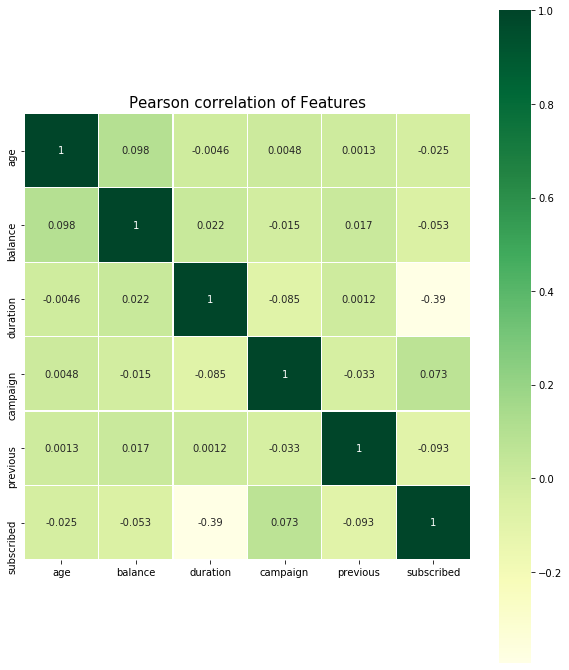 Pearson correlation of Features
age 1 0.098 -0.0046 0.0048 0.0013 -0.025
balance 0.098 1 0.022 -0.015 0.017 -0.053
duration -0.0046 0.022 1 -0.085 0.0012 -0.39
campaign 0.0048 -0.015 -0.085 1 -0.033 0.073
previous 0.0013 0.017 0.0012 -0.033 1 -0.093
subscribed -0.025 -0.053 -0.39 0.073 -0.093 1
age balance duration campaign previous subscribed
1.0
0.8
0.6
0.4
0.2
0.0
−0.2